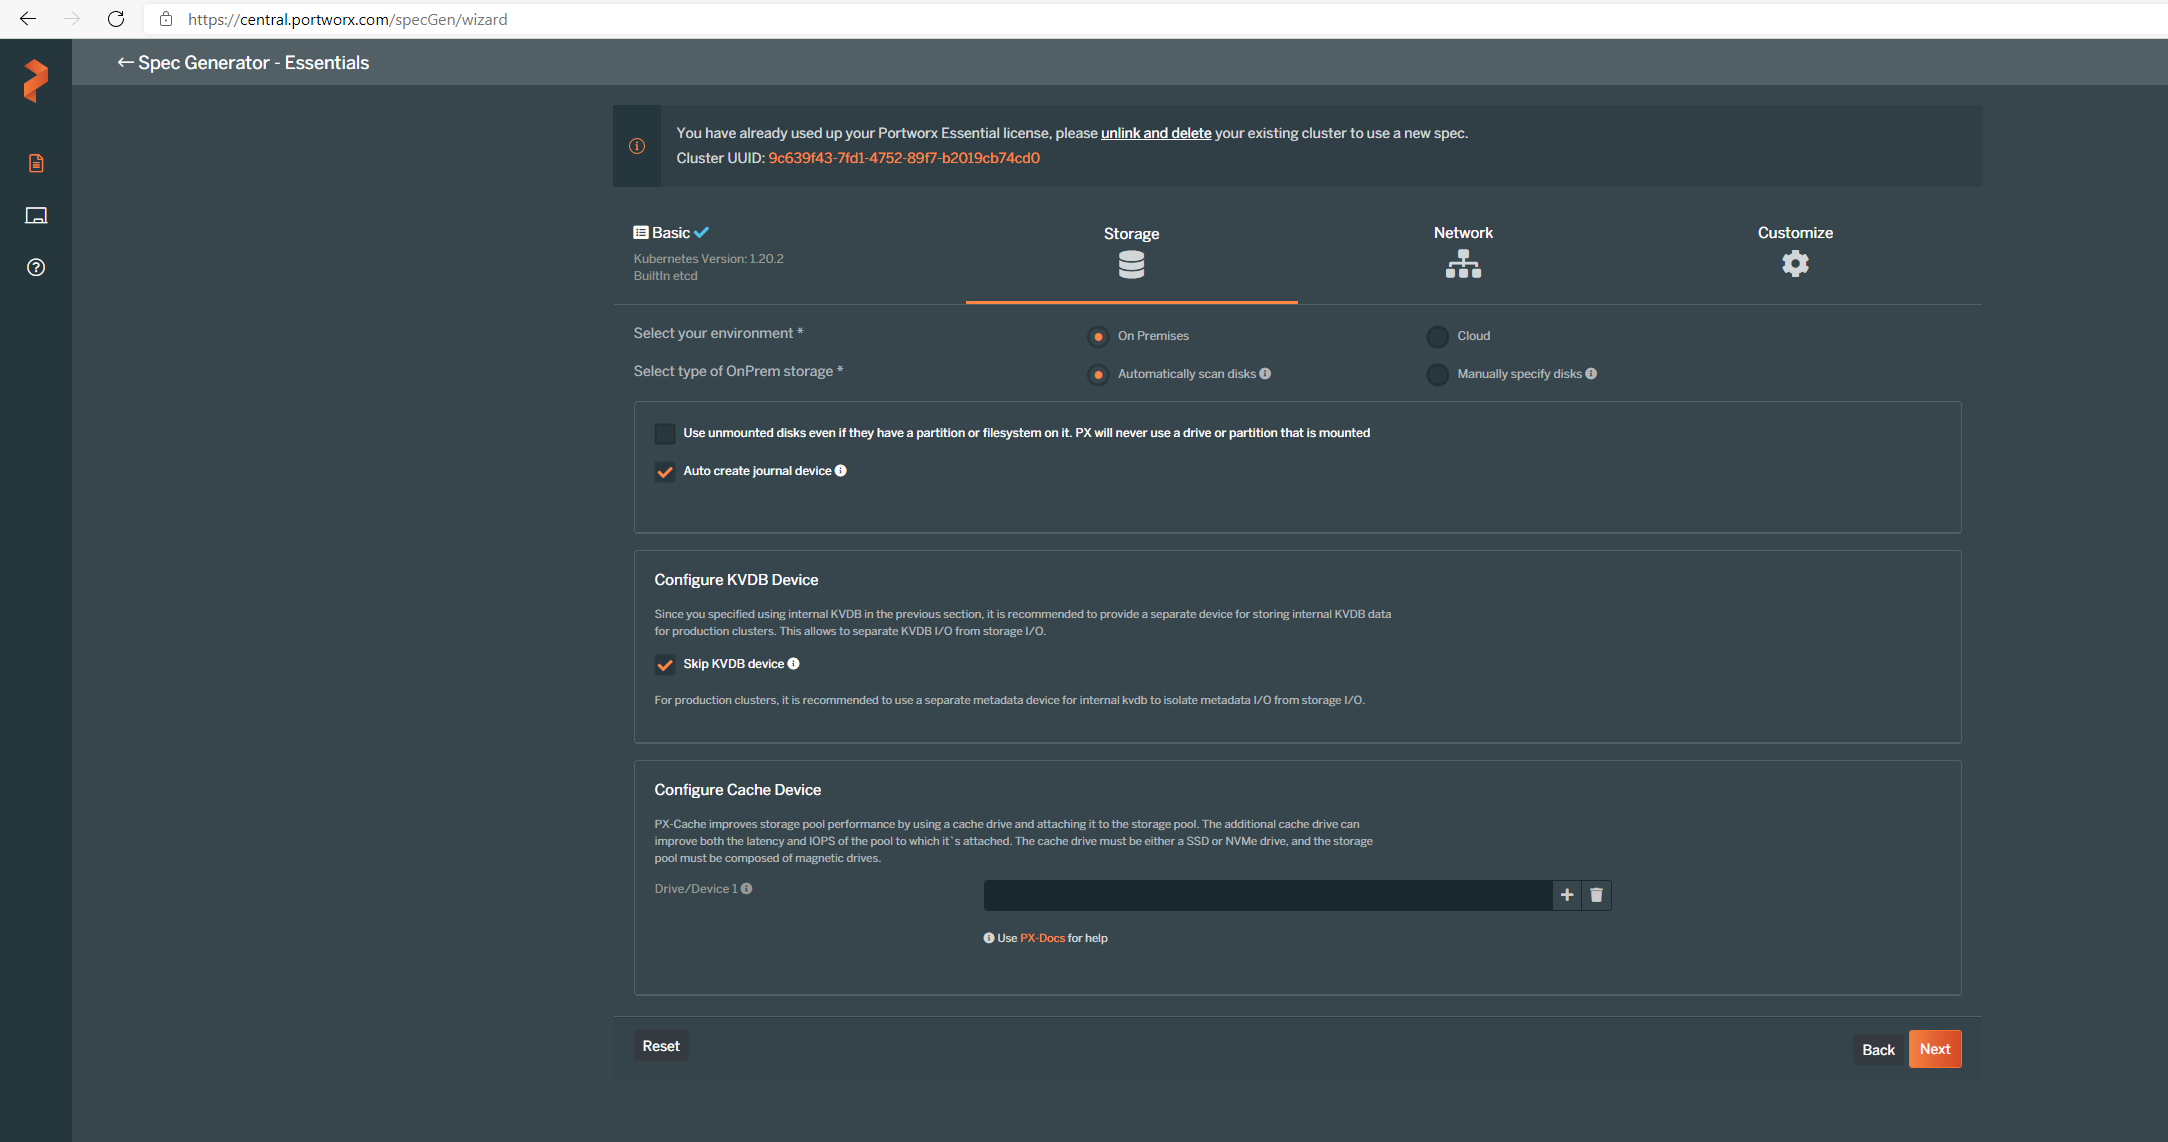 https://central.portworx.com/specGen/wizard
← Spec Generator - Essentials
You have already used up your Portworx Essential license, please unlink and delete your existing cluster to use a new spec.
Cluster UUID: 9c639f43-7fd1-4752-89f7-b2019cb74cd0
Basic
Kubernetes Version: 1.20.2
BuiltIn etcd
Storage
Network
Customize
Select your environment *
On Premises
Cloud
Select type of OnPrem storage *
Automatically scan disks
Manually specify disks
Use unmounted disks even if they have a partition or filesystem on it. PX will never use a drive or partition that is mounted
Auto create journal device
Configure KVDB Device
Since you specified using internal KVDB in the previous section, it is recommended to provide a separate device for storing internal KVDB data
for production clusters. This allows to separate KVDB I/O from storage I/O.
Skip KVDB device
For production clusters, it is recommended to use a separate metadata device for internal kvdb to isolate metadata I/O from storage I/O.
Configure Cache Device
PX-Cache improves storage pool performance by using a cache drive and attaching it to the storage pool. The additional cache drive can
improve both the latency and IOPS of the pool to which it`s attached. The cache drive must be either a SSD or NVMe drive, and the storage
pool must be composed of magnetic drives.
Drive/Device 1
Use PX-Docs for help
Reset
Back
Next